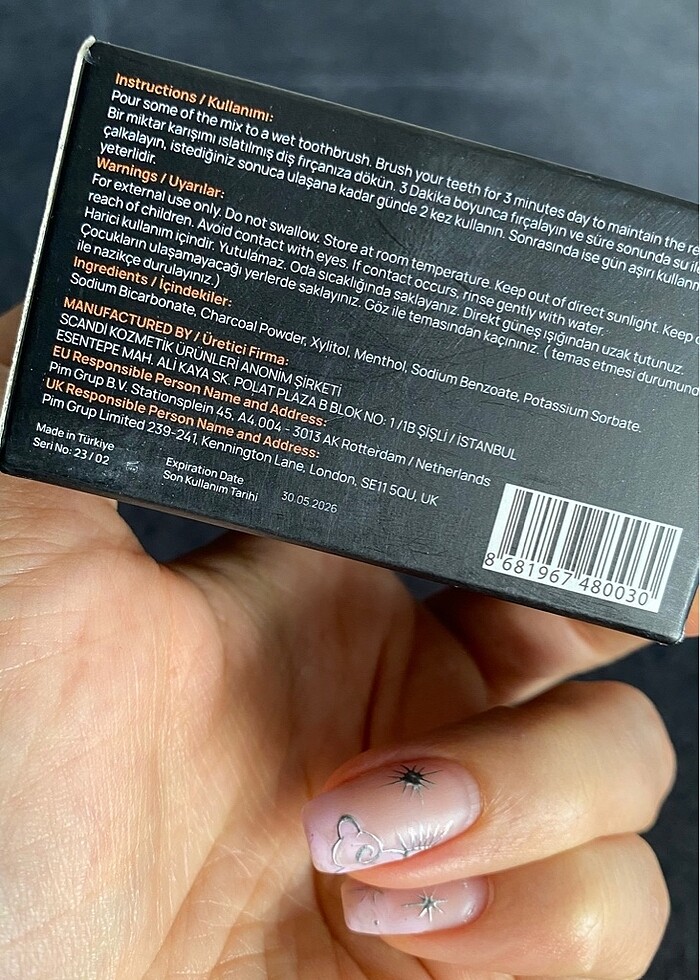 Instructions / Kullanımı:
Pour some of the mix to a wet toothbrush. Brush your teeth for 3 minutes day to maintain the
Bir miktar karışımı ıslatılmış diş fırçanıza dökün. 3 Dakika boyunca fırçalayın ve süre sonunda
çalkalayın, istediğiniz sonuca ulaşana kadar günde 2 kez kullanın. Sonrasında ise gün aşırı
yeterlidir.
Warnings / Uyarılar:
For external use only. Do not swallow. Store at room temperature. Keep out of direct sunlight. Keep
reach of children. Avoid contact with eyes. If contact occurs, rinse gently with water.
Harici kullanım içindir. Yutulamaz. Oda sıcaklığında saklayınız. Direkt güneş ışığından uzak tutunuz.
Çocukların ulaşamayacağı yerlerde saklayınız. Göz ile temasından kaçınınız. ( temas etmesi
ile nazikçe durulayınız.)
Ingredients / İçindekiler:
Sodium Bicarbonate, Charcoal Powder, Xylitol, Menthol, Sodium Benzoate, Potassium Sorbate.
MANUFACTURED BY / Üretici Firma:
SCANDİ KOZMETİK ÜRÜNLERİ ANONİM ŞİRKETİ
ESENTEPE MAH. ALİ KAYA SK. POLAT PLAZA B BLOK NO: 1 /1B ŞİŞLİ / İSTANBUL
EU Responsible Person Name and Address:
Pim Grup B.V. Stationsplein 45. A4.004 - 3013 AK Rotterdam / Netherlands
UK Responsible Person Name and Address:
Pim Grup Limited 239-241, Kennington Lane, London, SE11 5QU, UK
Made in Türkiye
Seri No: 23 / 02
Expiration Date
Son Kullanım Tarihi
30.05.2026
8 681967 480030